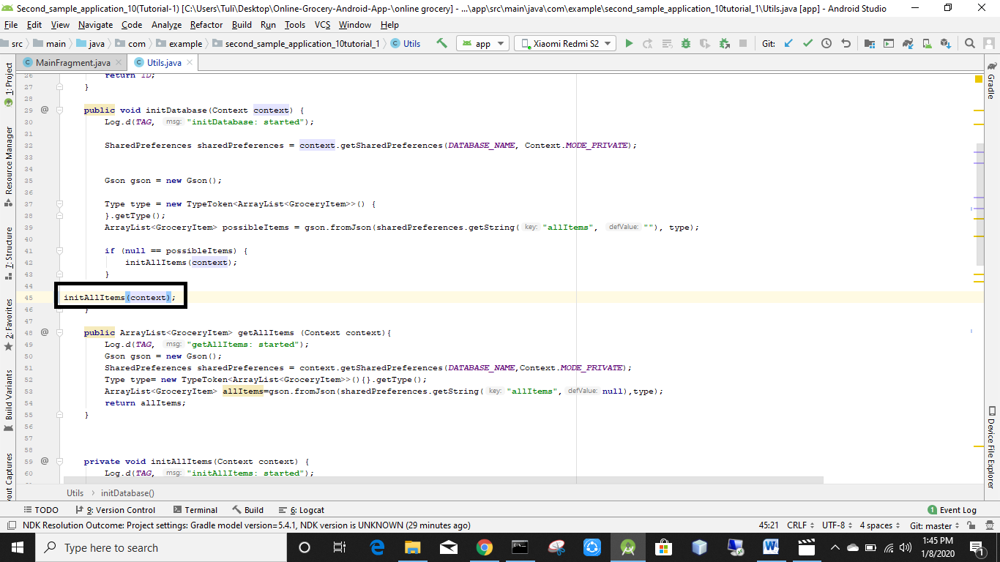 Second_sample_application_10(Tutorial-1) [C:\Users\Tuli\Desktop\Online-Grocery-Android-App-\online grocery] - ...\app\src\main\java\com\example\second_sample_application_10tutorial_1\Utils.java [app] - Android Studio
File Edit View Navigate Code Analyze Refactor Build Run Tools VCS Window Help
src main java com example second_sample_application_10tutorial_1 Utils app Xiaomi Redmi S2 Git:
MainFragment.java Utils.java
1: Project
Resource Manager
7: Structure
2: Favorites
Build Variants
out Captures
26 return ID;
27 }
28
29 @ public void initDatabase(Context context) {
30 Log.d(TAG, msg: "initDatabase: started");
31
32 SharedPreferences sharedPreferences = context.getSharedPreferences(DATABASE_NAME, Context.MODE_PRIVATE);
33
34
35 Gson gson = new Gson();
36
37 Type type = new TypeToken<ArrayList<GroceryItem>>() {
38 }.getType();
39 ArrayList<GroceryItem> possibleItems = gson.fromJson(sharedPreferences.getString( key: "allItems", defValue: ""), type);
40
41 if (null == possibleItems) {
42 initAllItems(context);
43 }
44
45 initAllItems(context);
46 }
47
48 @ public ArrayList<GroceryItem> getAllItems (Context context){
49 Log.d(TAG, msg: "getAllItems: started");
50 Gson gson = new Gson();
51 SharedPreferences sharedPreferences = context.getSharedPreferences(DATABASE_NAME,Context.MODE_PRIVATE);
52 Type type= new TypeToken<ArrayList<GroceryItem>>(){}.getType();
53 ArrayList<GroceryItem> allItems=gson.fromJson(sharedPreferences.getString( key: "allItems", defValue: null),type);
54 return allItems;
55 }
56
57
58
59 @ private void initAllItems(Context context) {
60 Log.d(TAG, msg: "initAllItems: started");
Gradle
Device File Explorer
Utils › initDatabase()
TODO 9: Version Control Terminal Build 6: Logcat 1 Event Log
NDK Resolution Outcome: Project settings: Gradle model version=5.4.1, NDK version is UNKNOWN (29 minutes ago) 45:21 CRLF UTF-8 4 spaces Git: master
Type here to search
1:45 PM
1/8/2020
1